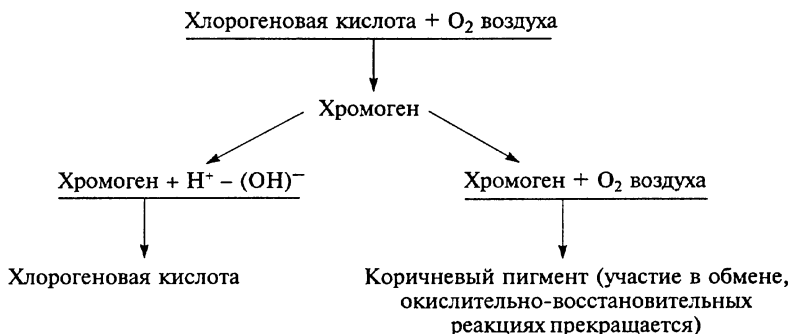 Хлорогеновая кислота + O₂ воздуха
Хромоген
Хромоген + H⁺ – (OH)⁻
Хромоген + O₂ воздуха
Хлорогеновая кислота
Коричневый пигмент (участие в обмене,
окислительно-восстановительных
реакциях прекращается)